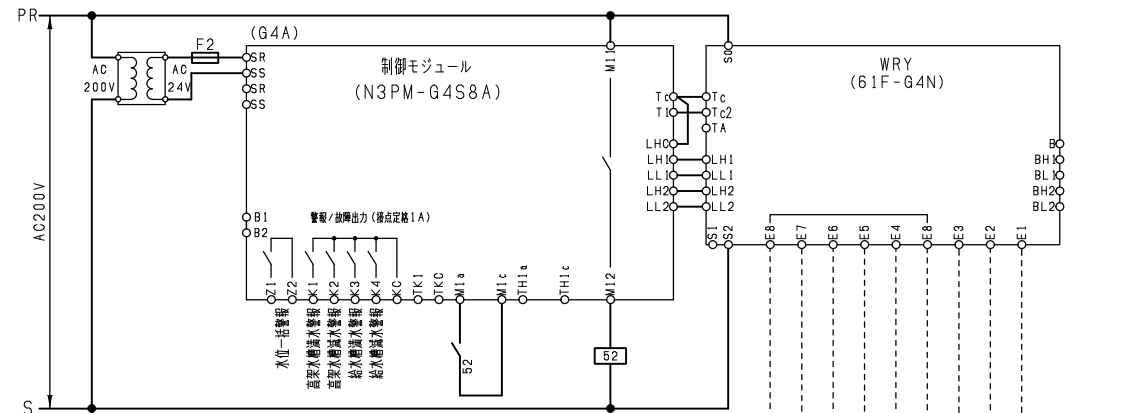 PR
(G4A)
F2
AC
200V
AC
24V
SR
SS
SR
SS
制御モジュール
(N3PM-G4S8A)
M11
S0
WRY
(61F-G4N)
Tc
T1
LHC
LH1
LL1
LH2
LL2
Tc
Tc2
TA
LH1
LL1
LH2
LL2
B
BH1
BL1
BH2
BL2
AC200V
B1
B2
警報/故障出力(接点定格1A)
Z1
Z2
K1
K2
K3
K4
KC
TK1
TKC
M1a
M1c
TH1a
TH1c
M12
S1
S2
E8
E7
E6
E5
E4
E8
E3
E2
E1
水位一括警報
高架水槽満水警報
高架水槽減水警報
給水槽満水警報
給水槽減水警報
52
52
S